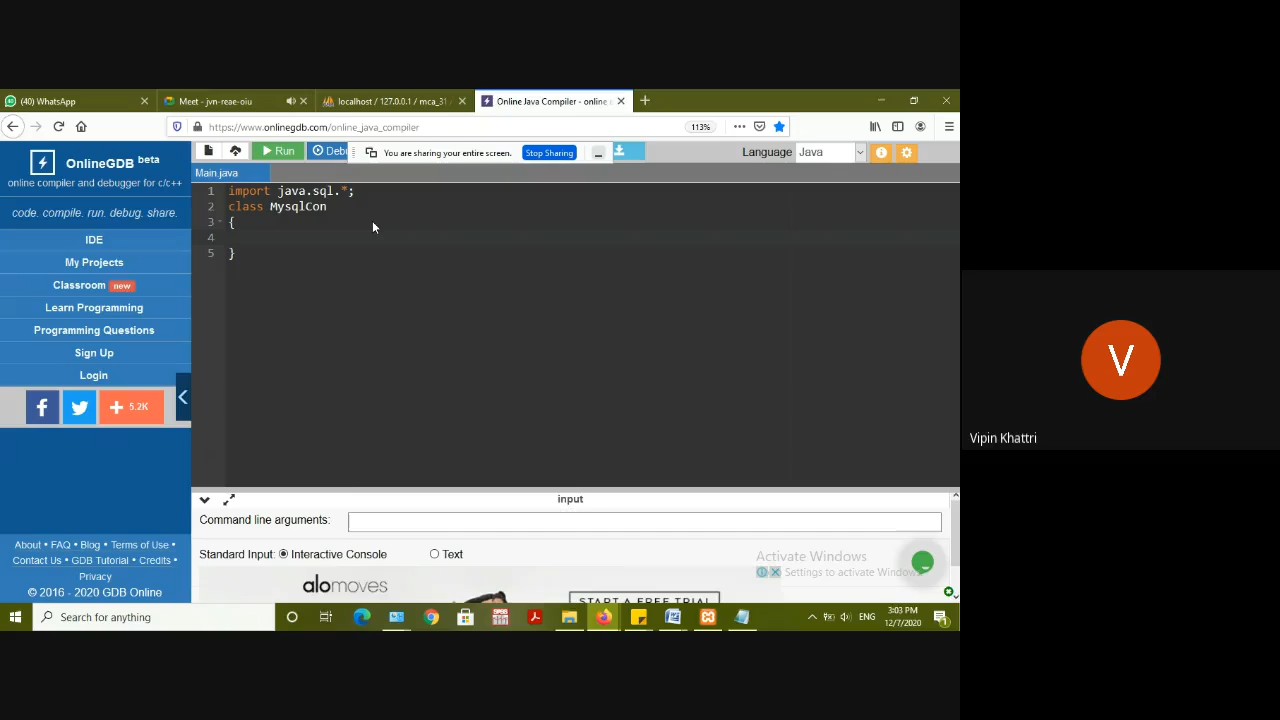 (40) WhatsApp
Meet - jvn-reae-oiu
localhost / 127.0.0.1 / mca_31
Online Java Compiler - online
https://www.onlinegdb.com/online_java_compiler
113%
OnlineGDB beta
online compiler and debugger for c/c++
code. compile. run. debug. share.
IDE
My Projects
Classroom new
Learn Programming
Programming Questions
Sign Up
Login
f
+ 5.2K
About • FAQ • Blog • Terms of Use •
Contact Us • GDB Tutorial • Credits •
Privacy
© 2016 - 2020 GDB Online
Run
Debu
You are sharing your entire screen.
Stop Sharing
Language
Java
Main.java
1 import java.sql.*;
2 class MysqlCon
3 {
4
5 }
input
Command line arguments:
Standard Input:
Interactive Console
Text
alomoves
START A FREE TRIAL
Activate Windows
Settings to activate Windows
Search for anything
ENG
3:03 PM
12/7/2020
1
V
Vipin Khattri